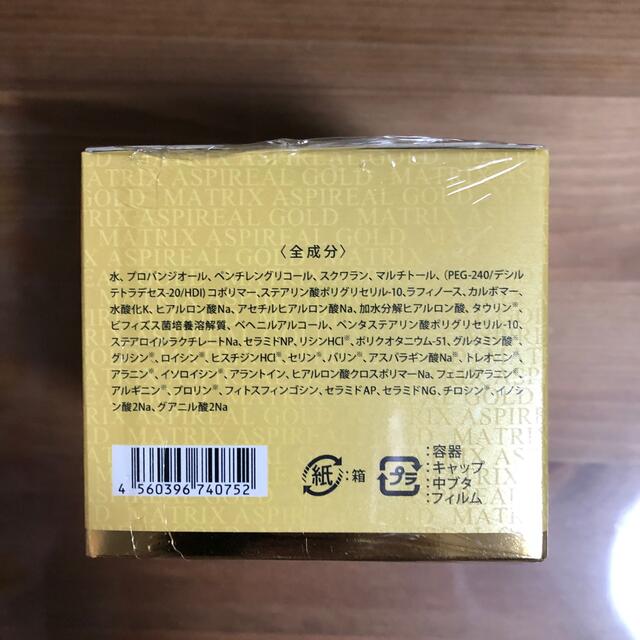 MATRIX ASPIREAL GOLD
GOLD MATRIX ASPIREAL GOLD
MATRIX ASPIREAL GOLD
〈全成分〉
水、プロパンジオール、ペンチレングリコール、スクワラン、マルチトール、(PEG-240/デシル
テトラデセス-20/HDI)コポリマー、ステアリン酸ポリグリセリル-10、ラフィノース、カルボマー、
水酸化K、ヒアルロン酸Na、アセチルヒアルロン酸Na、加水分解ヒアルロン酸、タウリン※、
ビフィズス菌培養溶解質、ベヘニルアルコール、ペンタステアリン酸ポリグリセリル-10、
ステアロイルラクチレートNa、セラミドNP、リシンHCl※、ポリクオタニウム-51、グルタミン酸※、
グリシン※、ロイシン※、ヒスチジンHCl※、セリン※、バリン※、アスパラギン酸Na※、トレオニン※、
アラニン※、イソロイシン※、アラントイン、ヒアルロン酸クロスポリマーNa、フェニルアラニン※、
アルギニン※、プロリン※、フィトスフィンゴシン、セラミドAP、セラミドNG、チロシン※、イノシ
ン酸2Na、グアニル酸2Na
4 560396 740752
紙
:箱
プラ
:容器
:キャップ
:中ブタ
:フィルム